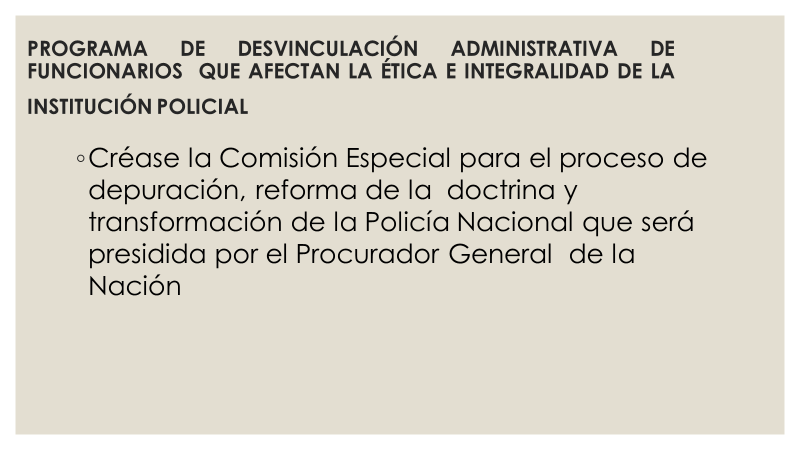 PROGRAMA DE DESVINCULACIÓN ADMINISTRATIVA DE
FUNCIONARIOS QUE AFECTAN LA ÉTICA E INTEGRALIDAD DE LA
INSTITUCIÓN POLICIAL
◦Créase la Comisión Especial para el proceso de
depuración, reforma de la doctrina y
transformación de la Policía Nacional que será
presidida por el Procurador General de la
Nación